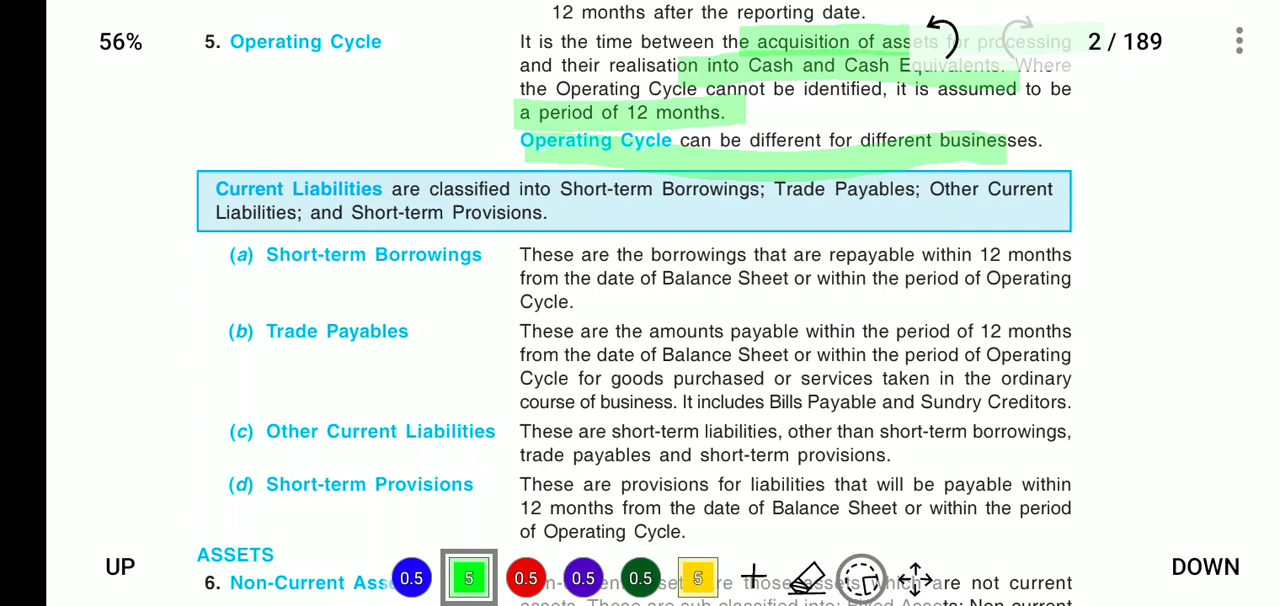 12 months after the reporting date.
56%
5. Operating Cycle It is the time between the acquisition of assets for processing
2 / 189
and their realisation into Cash and Cash Equivalents. Where
the Operating Cycle cannot be identified, it is assumed to be
a period of 12 months.
Operating Cycle can be different for different businesses.
Current Liabilities are classified into Short-term Borrowings; Trade Payables; Other Current
Liabilities; and Short-term Provisions.
(a) Short-term Borrowings These are the borrowings that are repayable within 12 months
from the date of Balance Sheet or within the period of Operating
Cycle.
(b) Trade Payables These are the amounts payable within the period of 12 months
from the date of Balance Sheet or within the period of Operating
Cycle for goods purchased or services taken in the ordinary
course of business. It includes Bills Payable and Sundry Creditors.
(c) Other Current Liabilities These are short-term liabilities, other than short-term borrowings,
trade payables and short-term provisions.
(d) Short-term Provisions These are provisions for liabilities that will be payable within
12 months from the date of Balance Sheet or within the period
of Operating Cycle.
ASSETS
UP
0.5 5 0.5 0.5 0.5 5
DOWN
6. Non-Current are not current